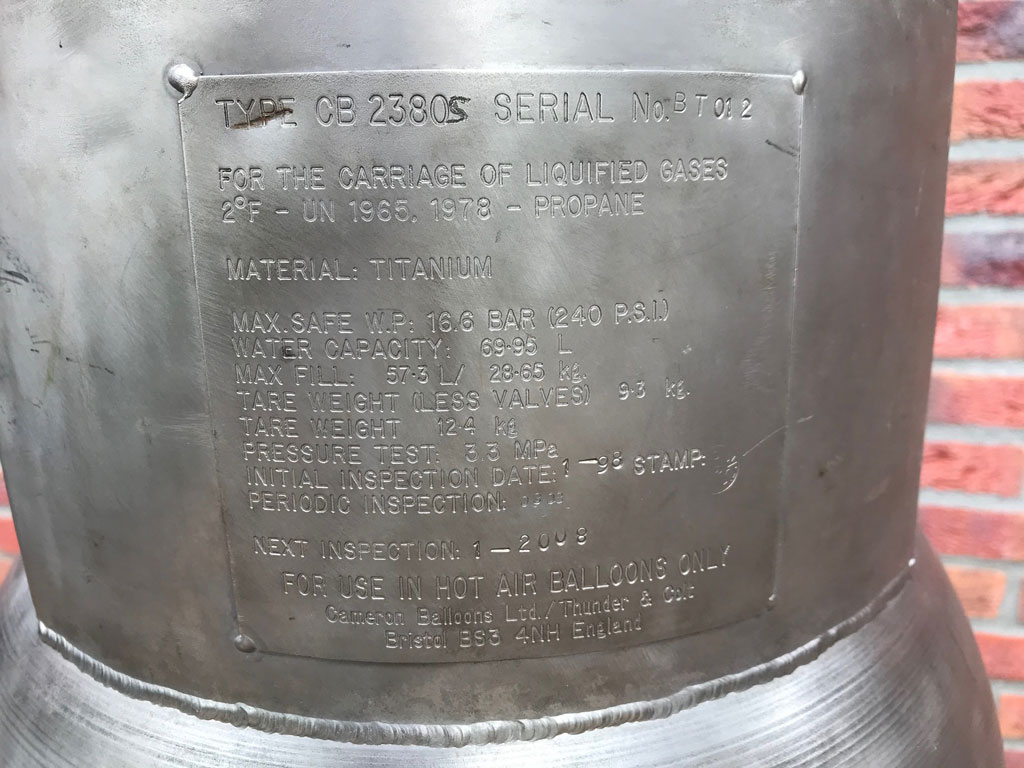 TYPE CB 2380S SERIAL No. BT012
FOR THE CARRIAGE OF LIQUIFIED GASES
2°F - UN 1965, 1978 - PROPANE
MATERIAL: TITANIUM
MAX.SAFE W.P: 16.6 BAR (240 P.S.I.)
WATER CAPACITY: 69·95 L
MAX FILL: 57·3 L/ 28·65 kg.
TARE WEIGHT (LESS VALVES) 9·3 kg.
TARE WEIGHT 12·4 kg
PRESSURE TEST: 3.3 MPa
INITIAL INSPECTION DATE: 1-98 STAMP:
PERIODIC INSPECTION:
NEXT INSPECTION: 1-2008
FOR USE IN HOT AIR BALLOONS ONLY
Cameron Balloons Ltd./Thunder & Colt
Bristol BS3 4NH England